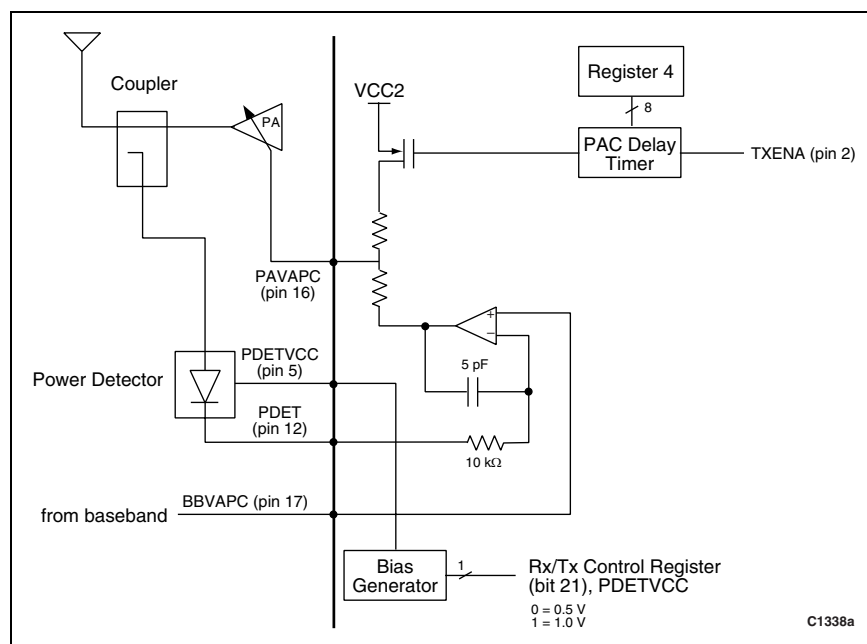 Coupler
PA
VCC2
Register 4
8
PAC Delay
Timer
TXENA (pin 2)
PAVAPC
(pin 16)
+
–
5 pF
PDETVCC
(pin 5)
Power Detector
PDET
(pin 12)
10 kΩ
BBVAPC (pin 17)
from baseband
Bias
Generator
1
Rx/Tx Control Register
(bit 21), PDETVCC
0 = 0.5 V
1 = 1.0 V
C1338a